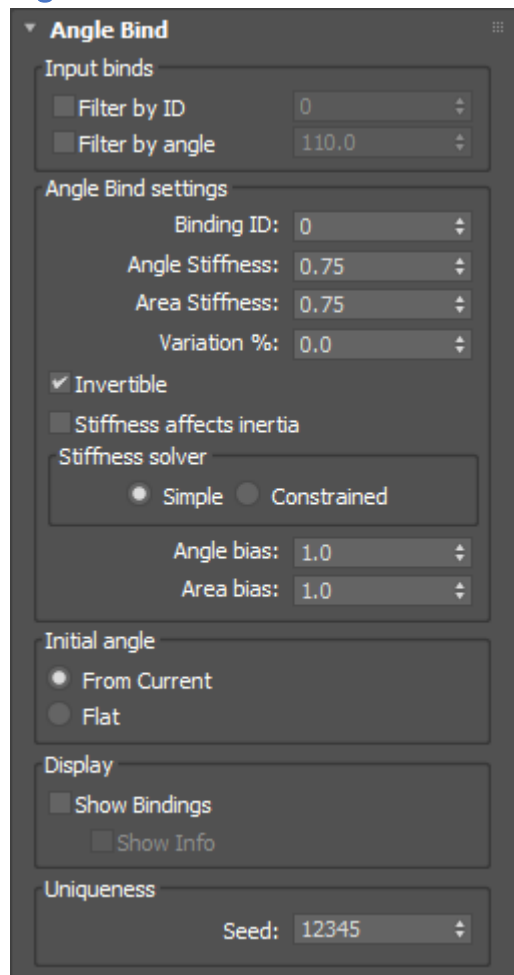 Angle Bind
Input binds
Filter by ID 0
Filter by angle 110.0
Angle Bind settings
Binding ID: 0
Angle Stiffness: 0.75
Area Stiffness: 0.75
Variation %: 0.0
Invertible
Stiffness affects inertia
Stiffness solver
Simple Constrained
Angle bias: 1.0
Area bias: 1.0
Initial angle
From Current
Flat
Display
Show Bindings
Show Info
Uniqueness
Seed: 12345